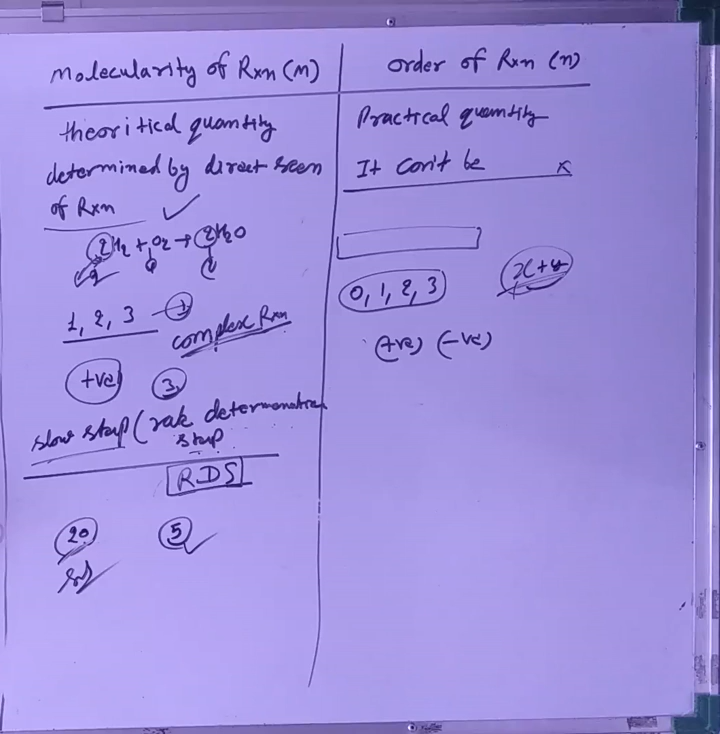 Molecularity of Rxn (m)
theoritical quantity
determined by direct seen
of Rxn ✓
2H2 + O2 → 2H2O
1, 2, 3
complex Rxn
+ve 3
slow step (rate determination
step
RDS
20 5 ✓
order of Rxn (n)
Practical quantity
It can't be x
0, 1, 2, 3 x+y
(+ve) (-ve)